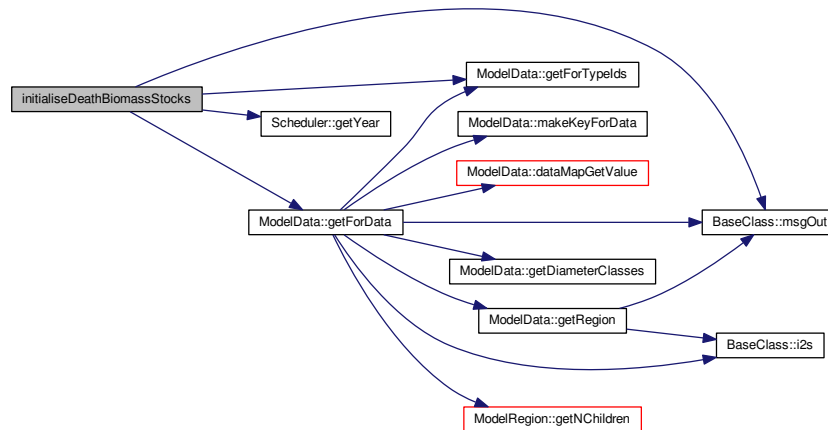 initialiseDeathBiomassStocks
Scheduler::getYear
ModelData::getForTypeIds
ModelData::makeKeyForData
ModelData::dataMapGetValue
ModelData::getForData
BaseClass::msgOut
ModelData::getDiameterClasses
ModelData::getRegion
BaseClass::i2s
ModelRegion::getNChildren